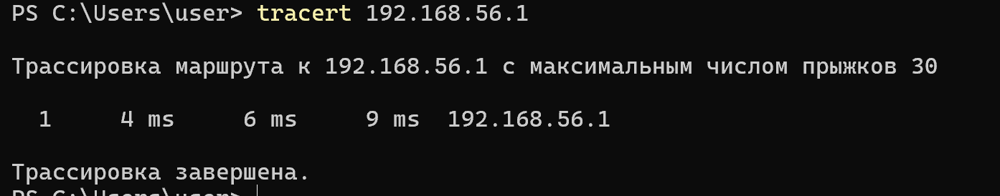 PS C:\Users\user> tracert 192.168.56.1
Трассировка маршрута к 192.168.56.1 с максимальным числом прыжков 30
1 4 ms 6 ms 9 ms 192.168.56.1
Трассировка завершена.
PS C:\Users\user>